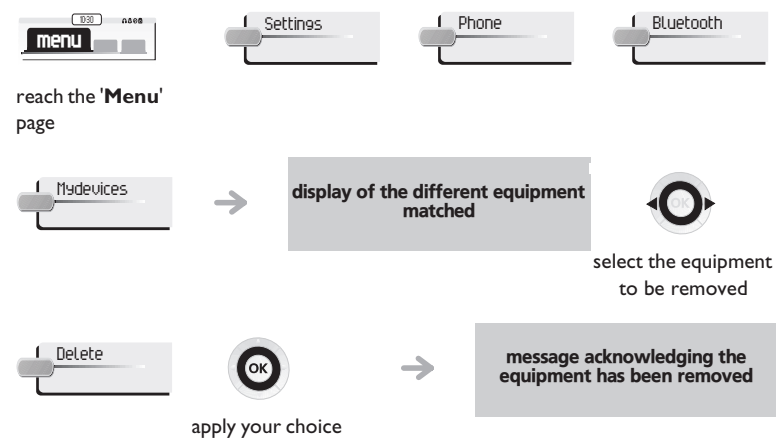 10:30
menu
Settings
Phone
Bluetooth
reach the 'Menu'
page
Mydevices
display of the different equipment
matched
OK
select the equipment
to be removed
Delete
OK
message acknowledging the
equipment has been removed
apply your choice